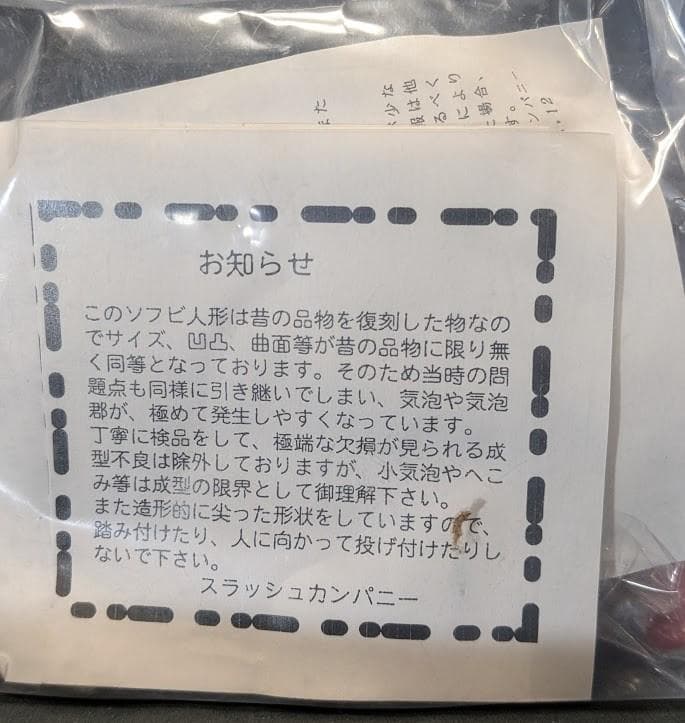 お知らせ
このソフビ人形は昔の品物を復刻した物なの
でサイズ、凹凸、曲面等が昔の品物に限り無
く同等となっております。そのため当時の問
題点も同様に引き継いでしまい、気泡や気泡
郡が、極めて発生しやすくなっています。
丁寧に検品をして、極端な欠損が見られる成
型不良は除外しておりますが、小気泡やへこ
み等は成型の限界として御理解下さい。
また造形的に尖った形状をしていますので、
踏み付けたり、人に向かって投げ付けたりし
ないで下さい。
スラッシュカンパニー